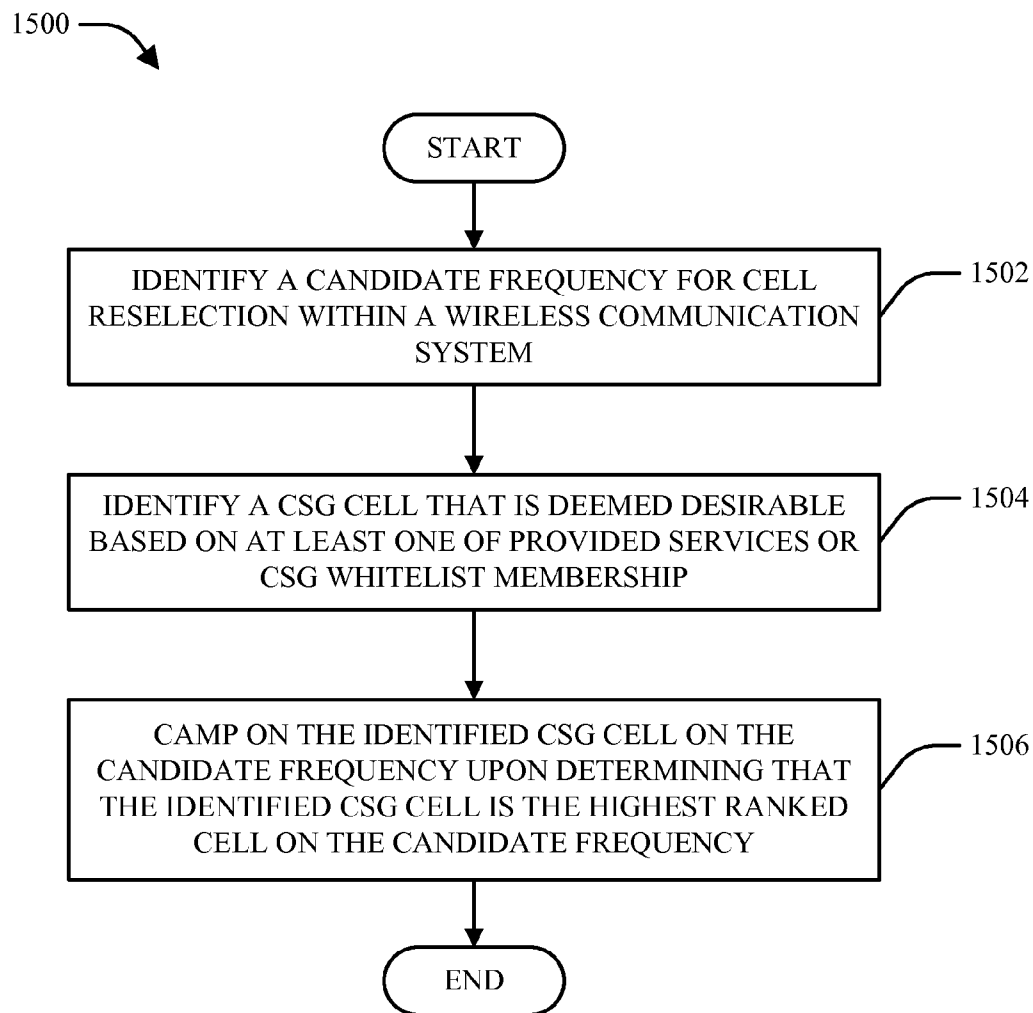 1500
START
IDENTIFY A CANDIDATE FREQUENCY FOR CELL
RESELECTION WITHIN A WIRELESS COMMUNICATION
SYSTEM
1502
IDENTIFY A CSG CELL THAT IS DEEMED DESIRABLE
BASED ON AT LEAST ONE OF PROVIDED SERVICES OR
CSG WHITELIST MEMBERSHIP
1504
CAMP ON THE IDENTIFIED CSG CELL ON THE
CANDIDATE FREQUENCY UPON DETERMINING THAT
THE IDENTIFIED CSG CELL IS THE HIGHEST RANKED
CELL ON THE CANDIDATE FREQUENCY
1506
END